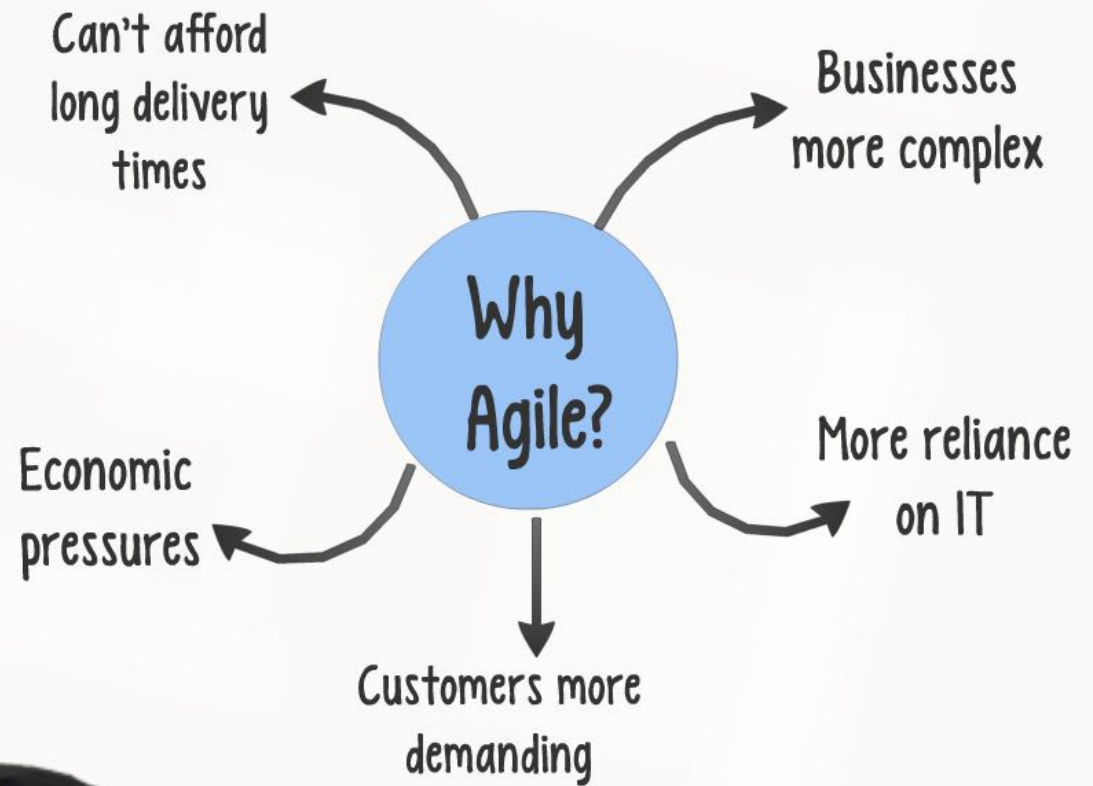 Can't afford
long delivery
times
Businesses
more complex
Why
Agile?
Economic
pressures
More reliance
on IT
Customers more
demanding